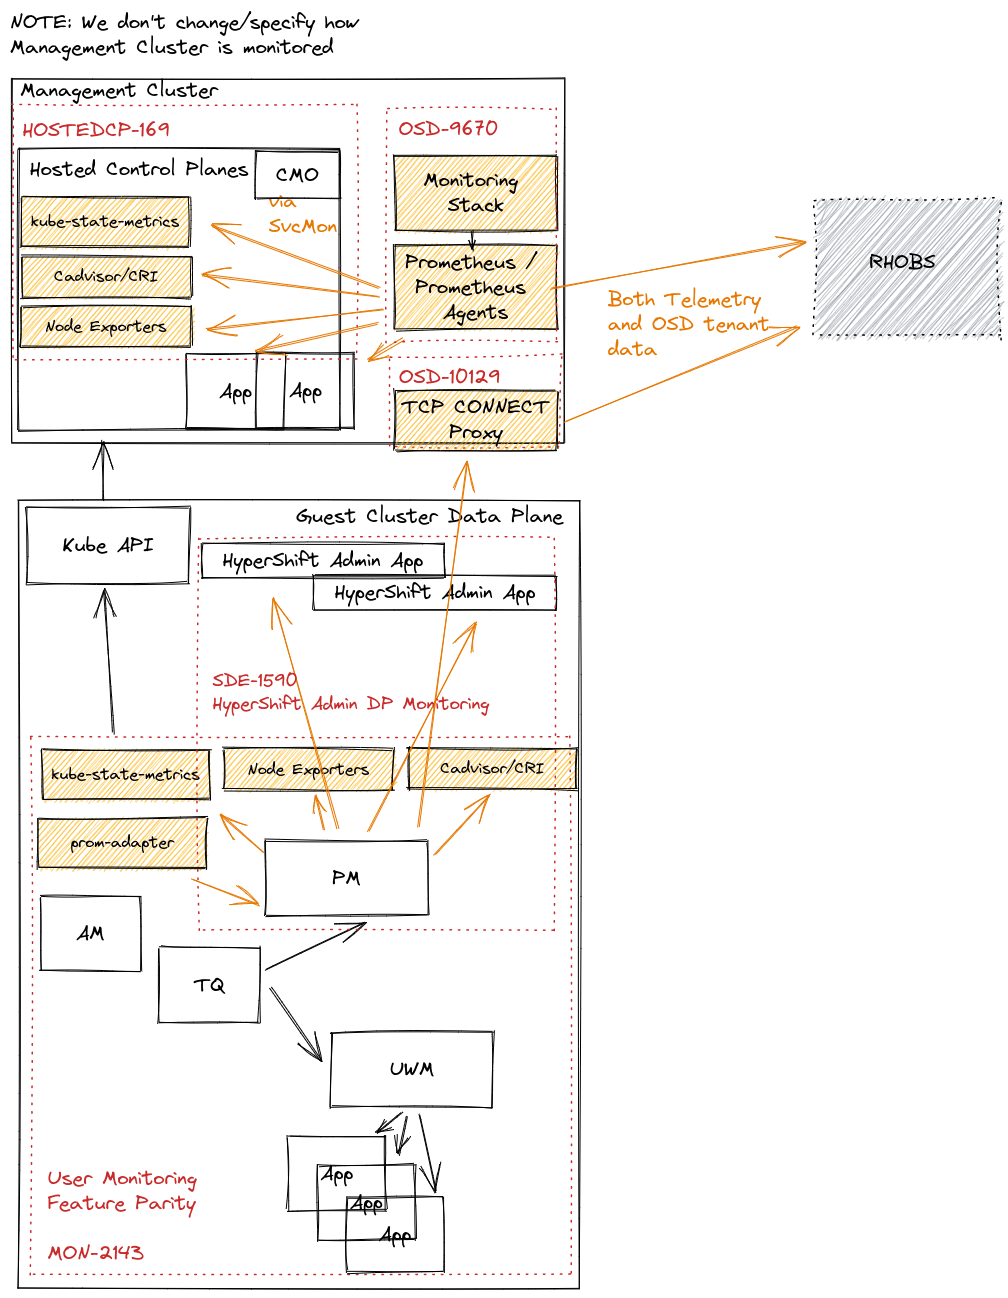 NOTE: We don't change/specify how
Management Cluster is monitored
Management Cluster
HOSTEDCP-169
Hosted Control Planes
CMO
via
SvcMon
kube-state-metrics
Cadvisor/CRI
Node Exporters
App
App
OSD-9670
Monitoring
Stack
Prometheus /
Prometheus
Agents
OSD-10129
TCP CONNECT
Proxy
RHOBS
Both Telemetry
and OSD tenant
data
Guest Cluster Data Plane
Kube API
HyperShift Admin App
HyperShift Admin App
SDE-1590
HyperShift Admin DP Monitoring
kube-state-metrics
Node Exporters
Cadvisor/CRI
prom-adapter
PM
AM
TQ
UWM
App
App
App
User Monitoring
Feature Parity
MON-2143